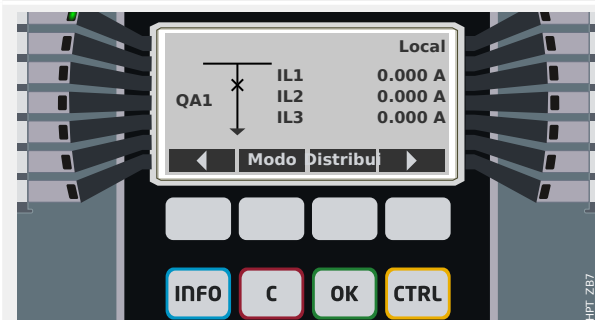 Local
IL1 0.000 A
QA1 IL2 0.000 A
IL3 0.000 A
Modo Distribui
INFO C OK CTRL
HPT_ZB7